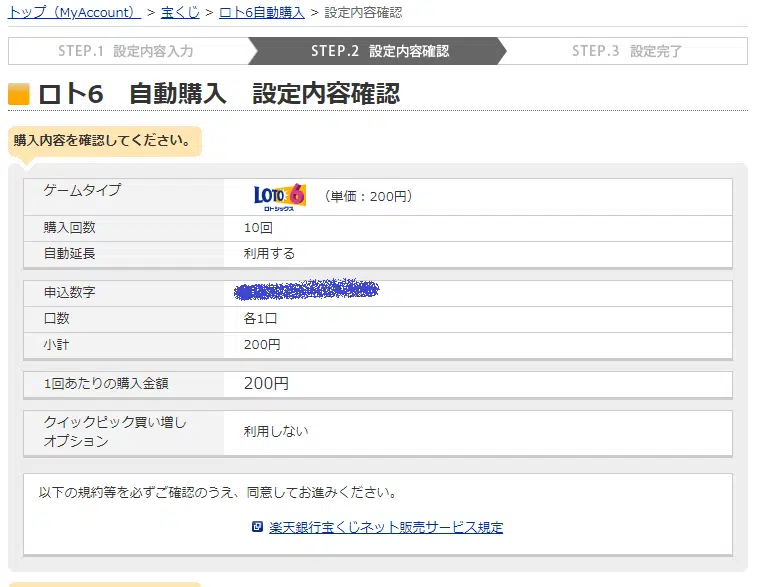 トップ（MyAccount） > 宝くじ > ロト6自動購入 > 設定内容確認
STEP.1 設定内容入力 STEP.2 設定内容確認 STEP.3 設定完了
ロト6 自動購入 設定内容確認
購入内容を確認してください。
ゲームタイプ LOTO 6 ロトシックス （単価：200円）
購入回数 10回
自動延長 利用する
申込数字
口数 各1口
小計 200円
1回あたりの購入金額 200円
クイックピック買い増し
オプション 利用しない
以下の規約等を必ずご確認のうえ、同意してお進みください。
楽天銀行宝くじネット販売サービス規定